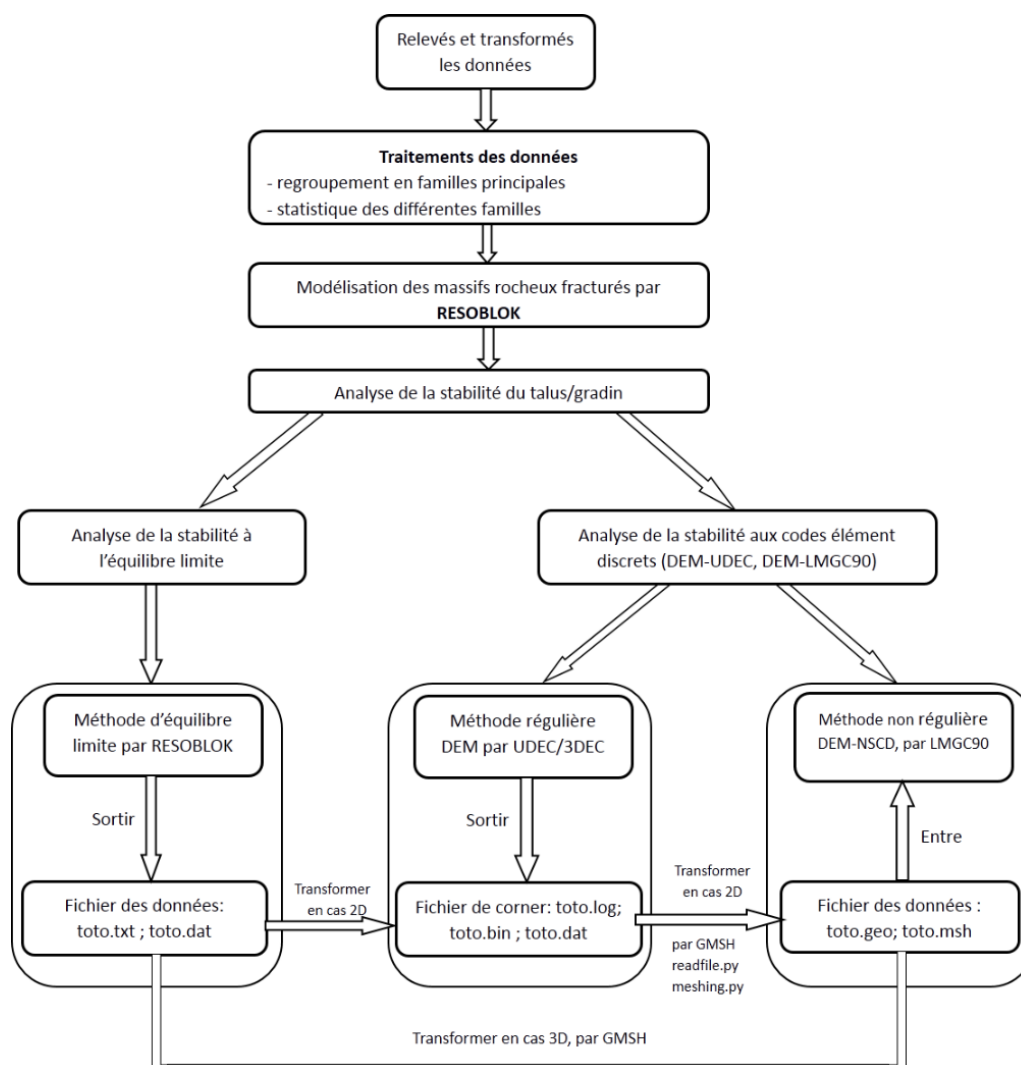 Relevés et transformés
les données
Traitements des données
- regroupement en familles principales
- statistique des différentes familles
Modélisation des massifs rocheux fracturés par
RESOBLOK
Analyse de la stabilité du talus/gradin
Analyse de la stabilité à
l'équilibre limite
Analyse de la stabilité aux codes élément
discrets (DEM-UDEC, DEM-LMGC90)
Méthode d'équilibre
limite par RESOBLOK
Méthode régulière
DEM par UDEC/3DEC
Méthode non régulière
DEM-NSCD, par LMGC90
Sortir
Sortir
Entre
Fichier des données:
toto.txt ; toto.dat
Transformer
en cas 2D
Fichier de corner: toto.log;
toto.bin ; toto.dat
Transformer
en cas 2D
par GMSH
readfile.py
meshing.py
Fichier des données :
toto.geo; toto.msh
Transformer en cas 3D, par GMSH